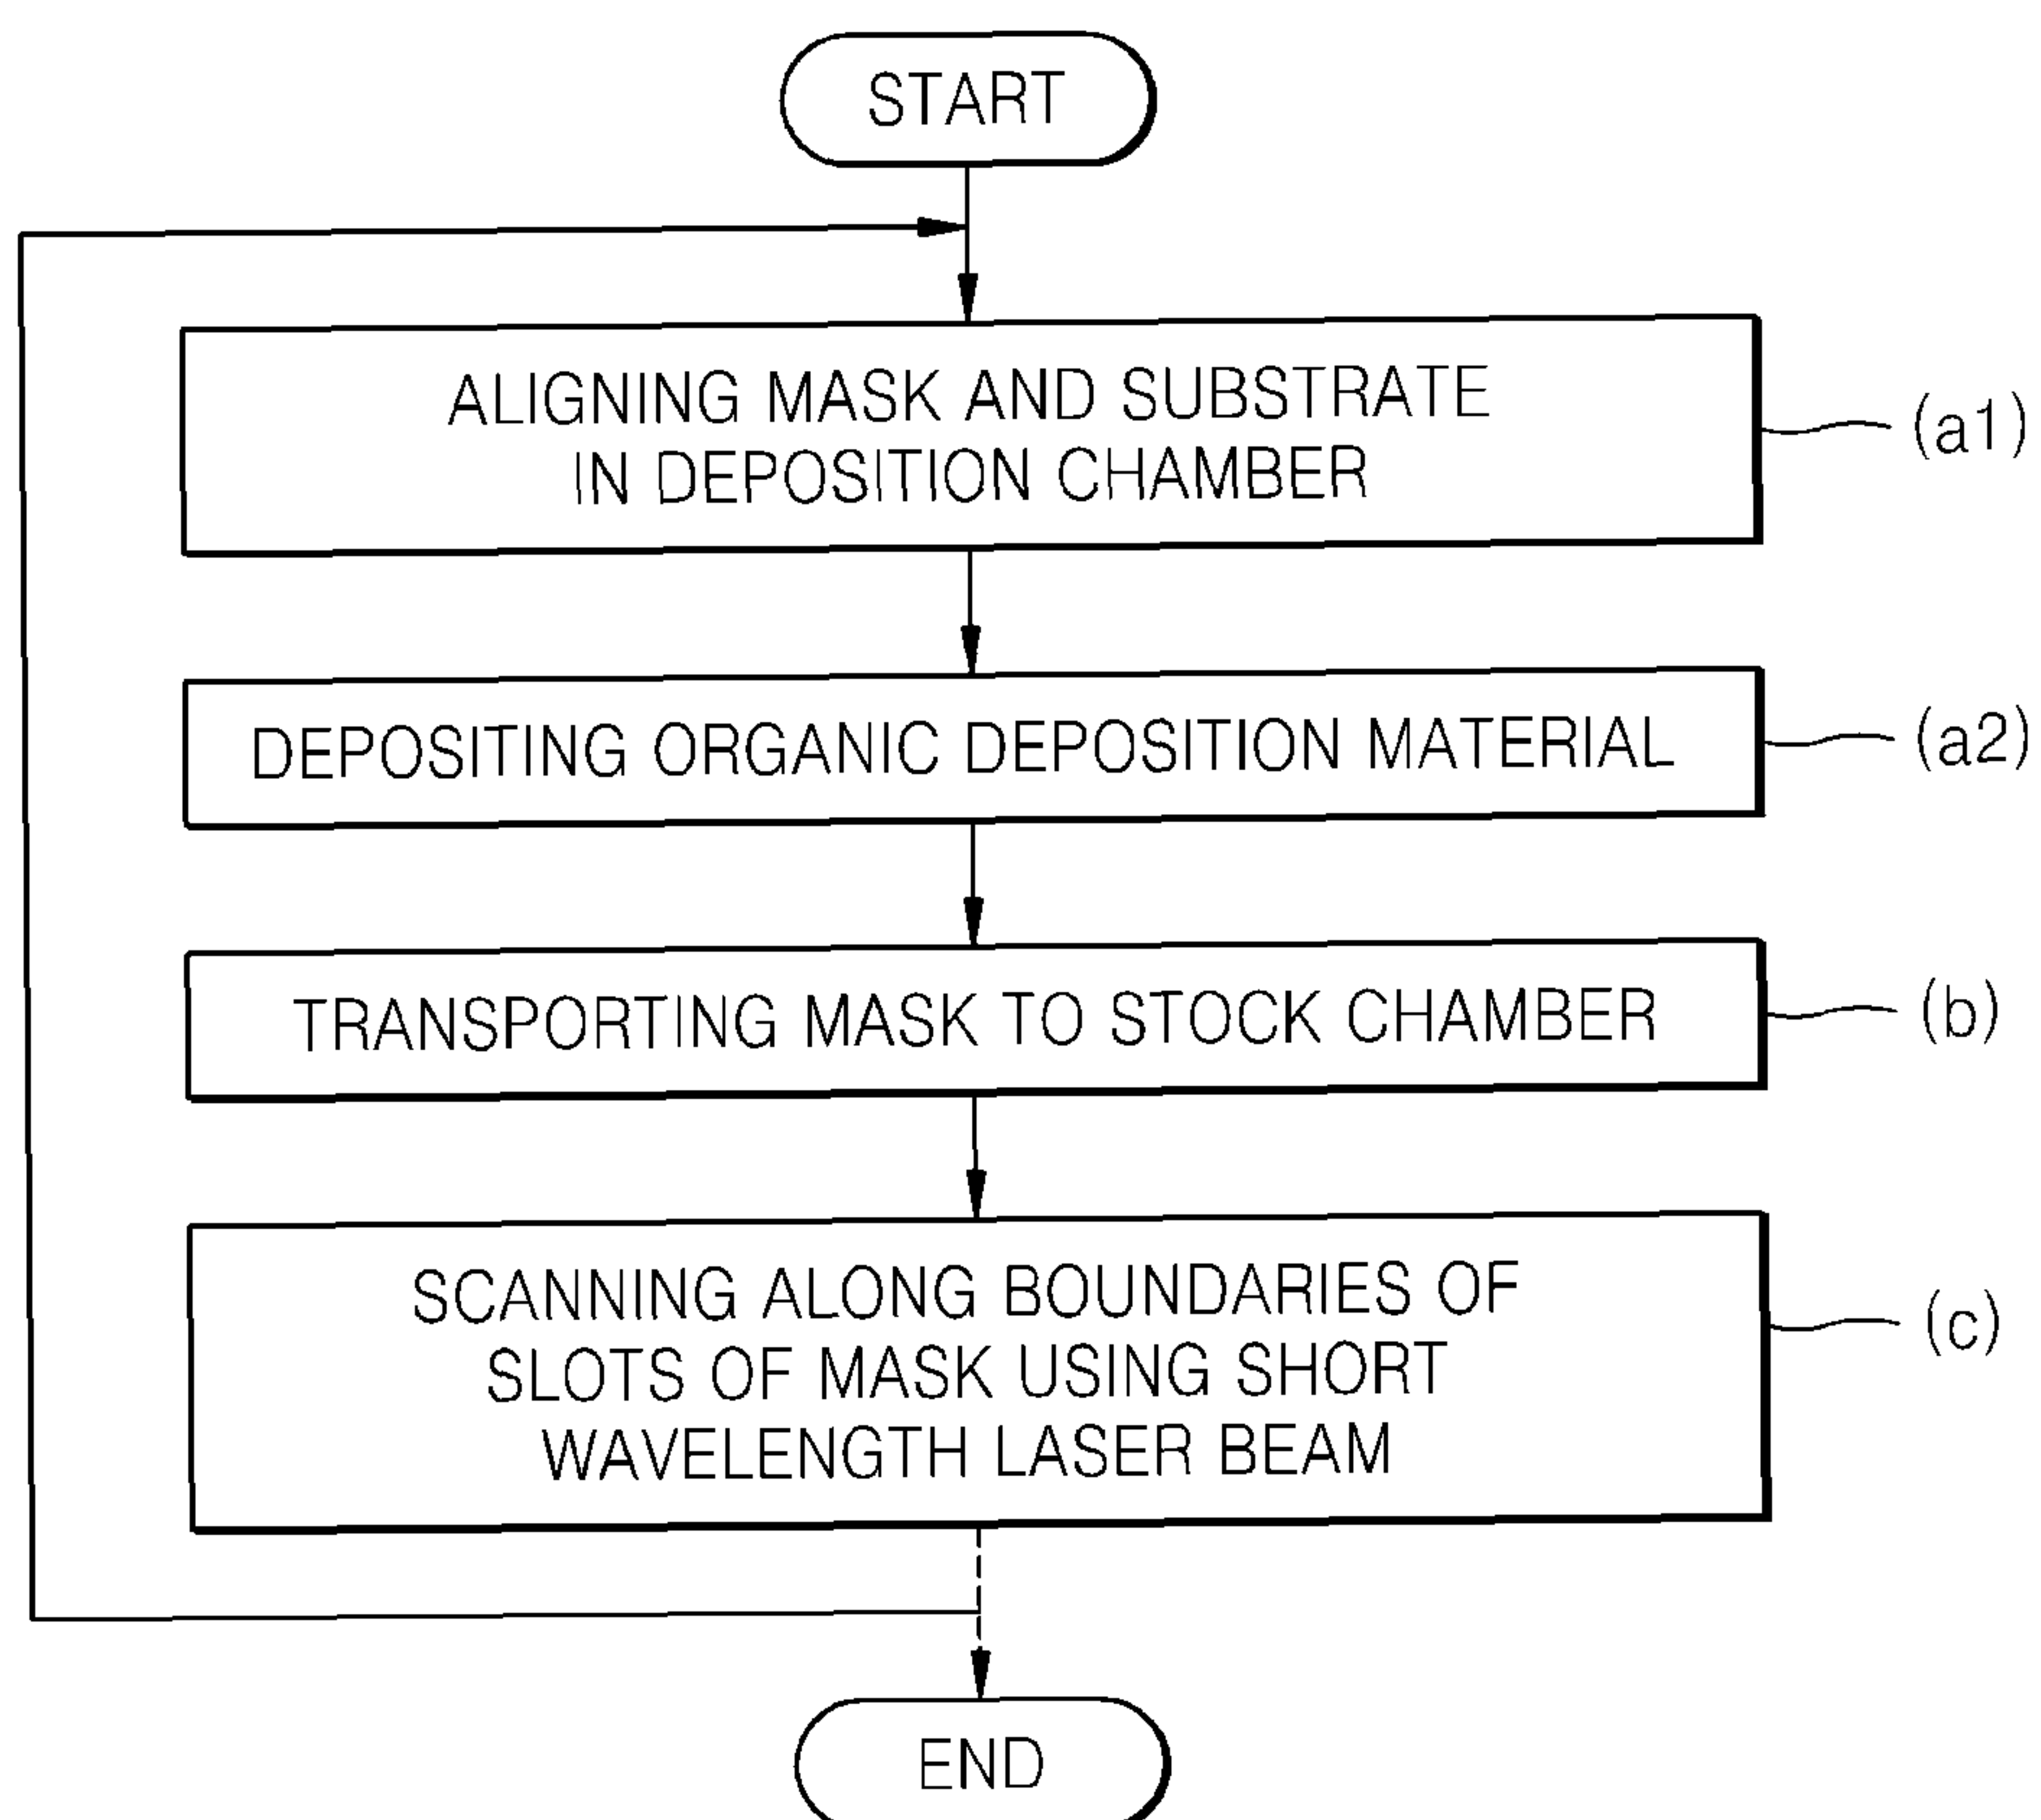 START
ALIGNING MASK AND SUBSTRATE
IN DEPOSITION CHAMBER
(a1)
DEPOSITING ORGANIC DEPOSITION MATERIAL
(a2)
TRANSPORTING MASK TO STOCK CHAMBER
(b)
SCANNING ALONG BOUNDARIES OF
SLOTS OF MASK USING SHORT
WAVELENGTH LASER BEAM
(c)
END